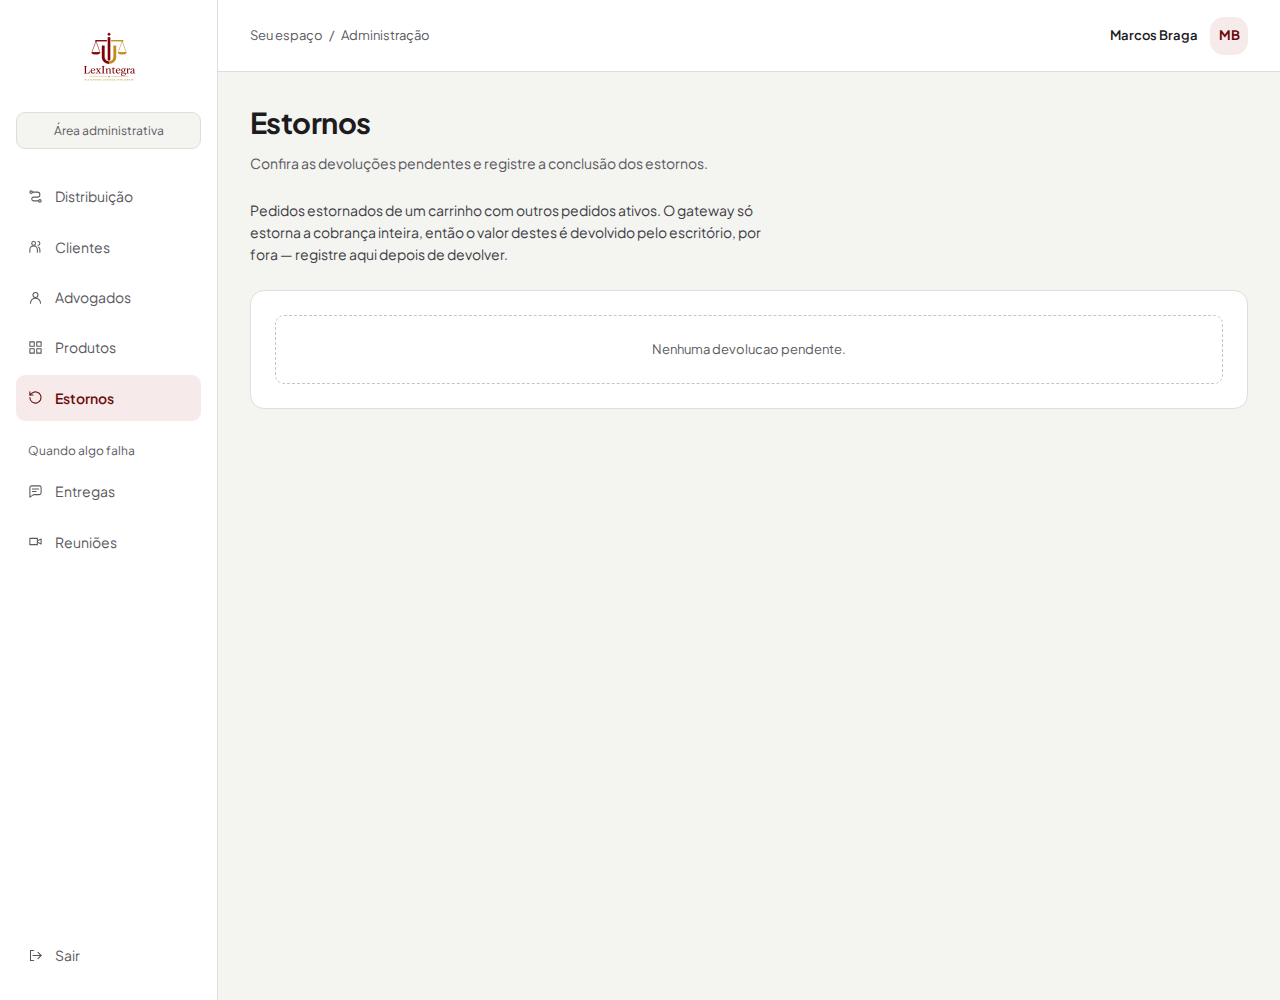 LexIntegra
Área administrativa
Distribuição
Clientes
Advogados
Produtos
Estornos
Quando algo falha
Entregas
Reuniões
Sair
Seu espaço / Administração
Marcos Braga MB
Estornos
Confira as devoluções pendentes e registre a conclusão dos estornos.
Pedidos estornados de um carrinho com outros pedidos ativos. O gateway só
estorna a cobrança inteira, então o valor destes é devolvido pelo escritório, por
fora — registre aqui depois de devolver.
Nenhuma devolucao pendente.